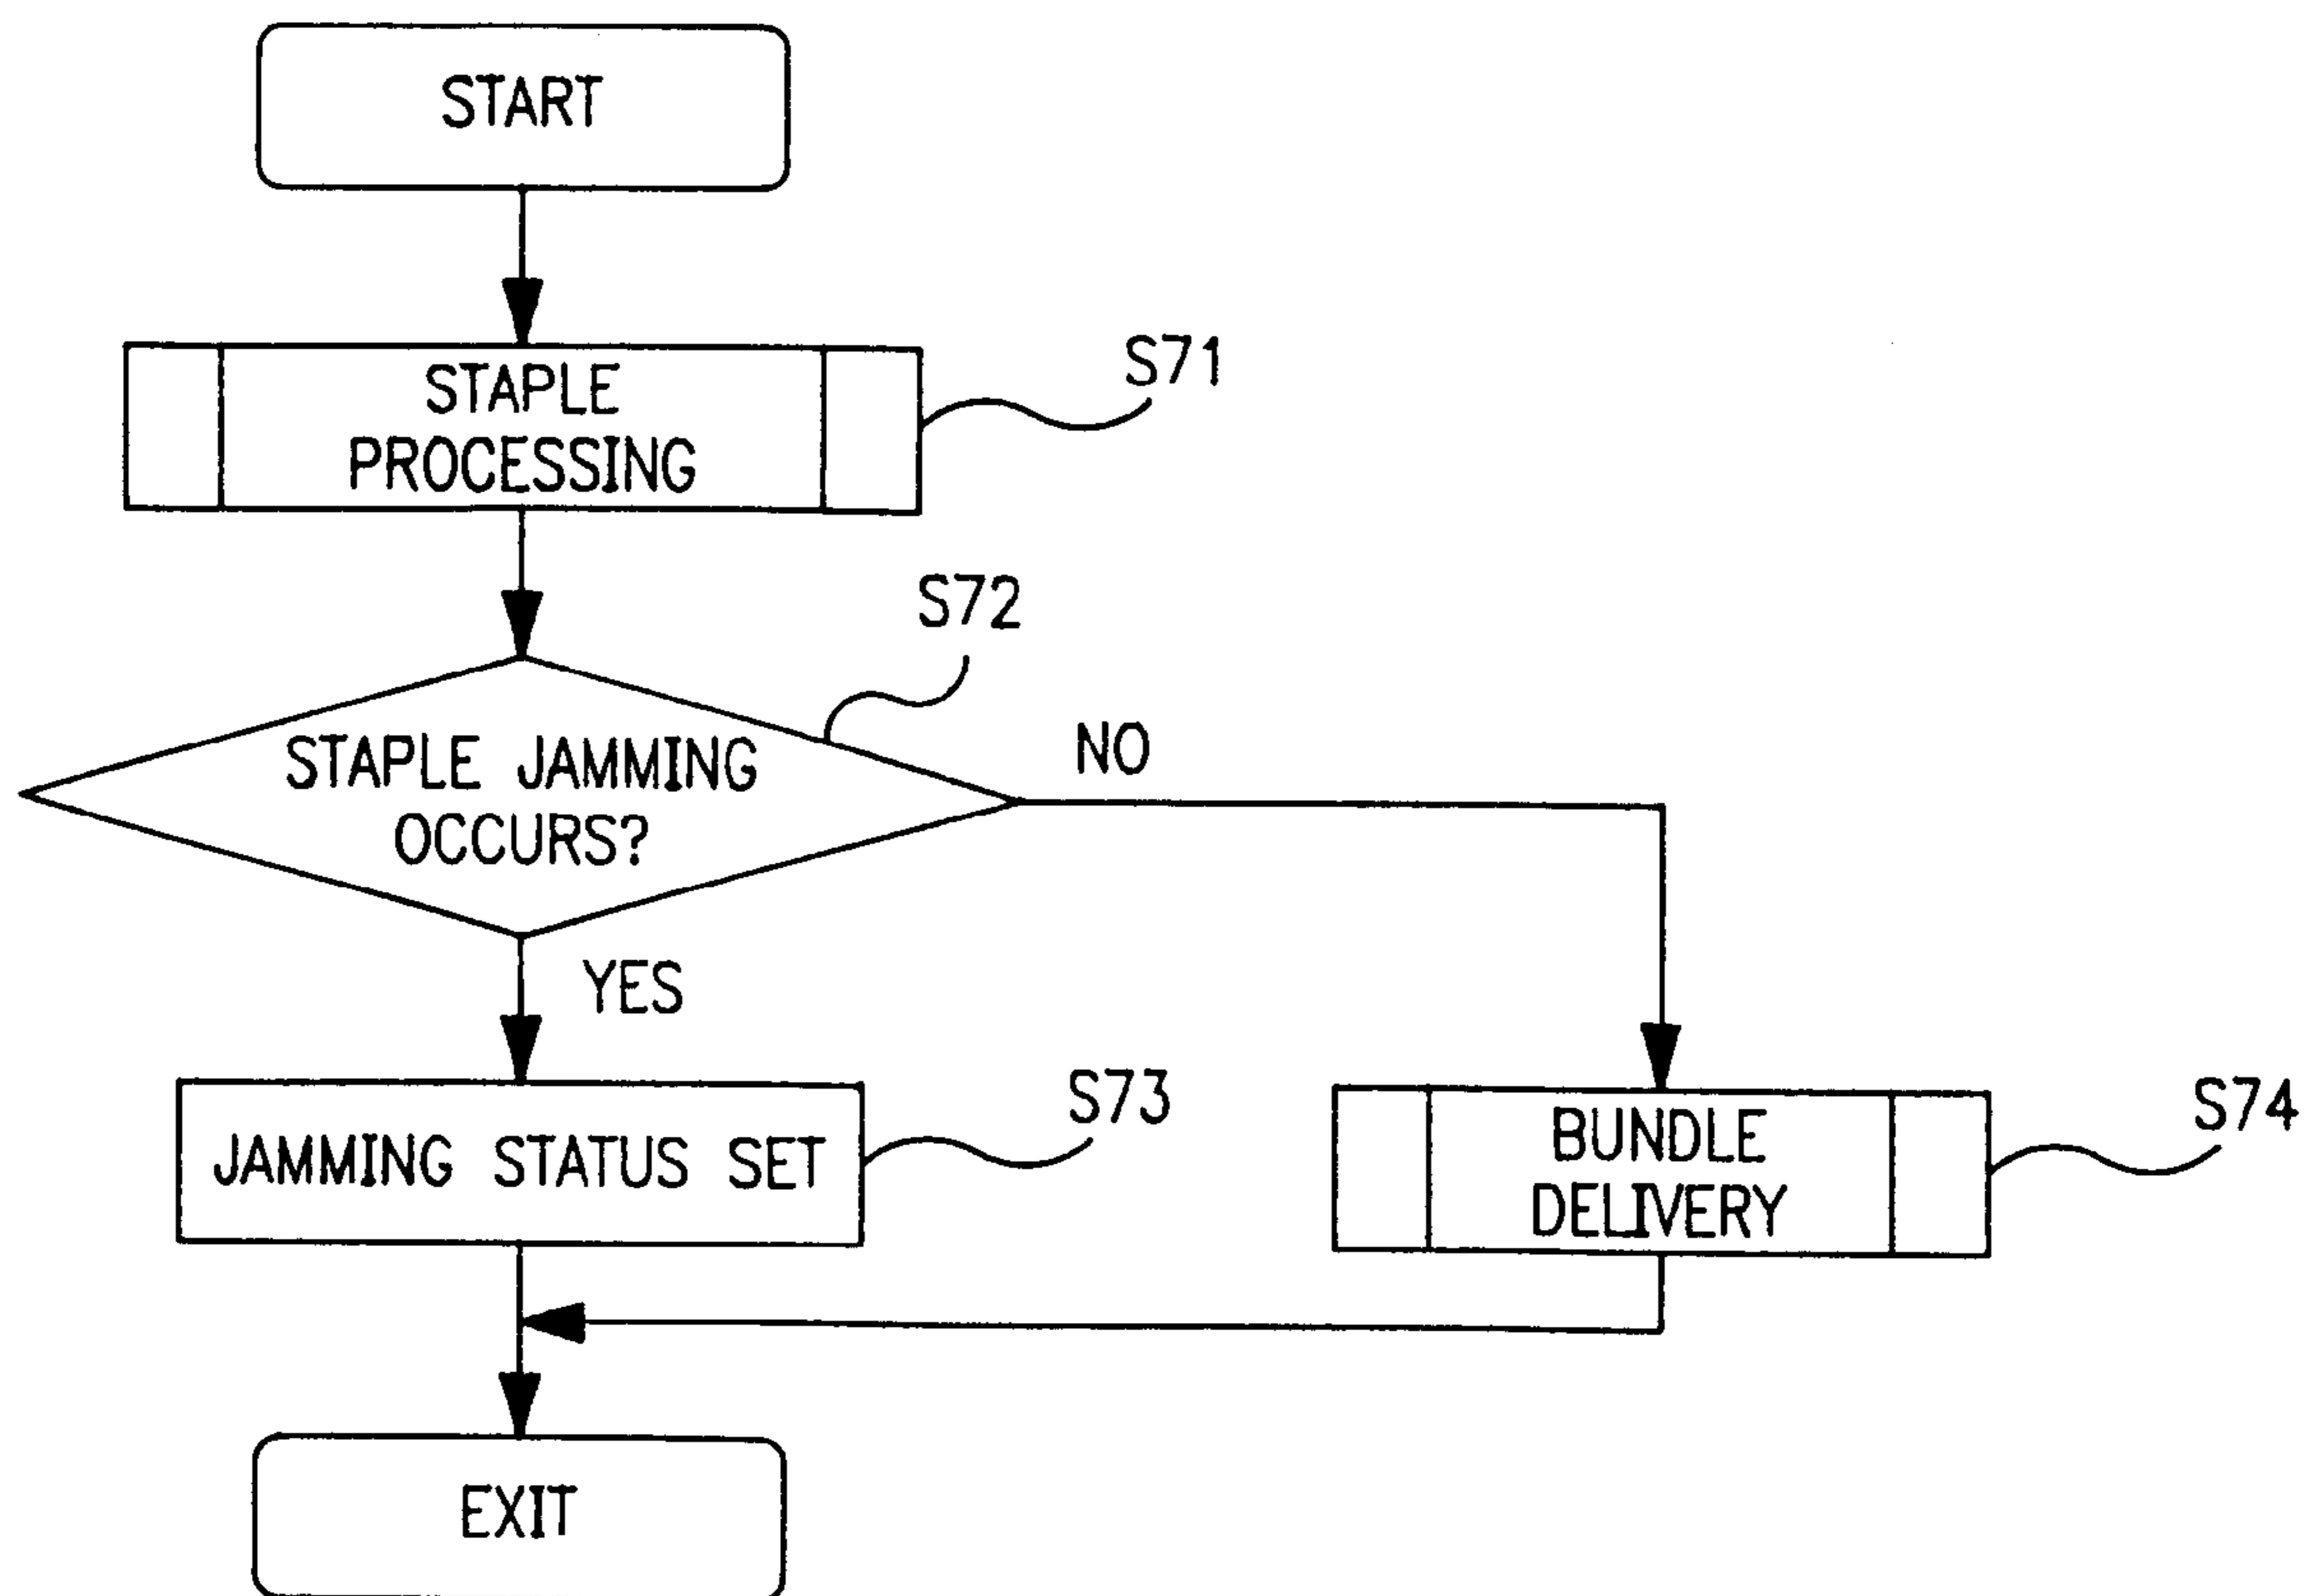 START
STAPLE
PROCESSING
S71
S72
STAPLE JAMMING
OCCURS?
NO
YES
JAMMING STATUS SET
S73
BUNDLE
DELIVERY
S74
EXIT